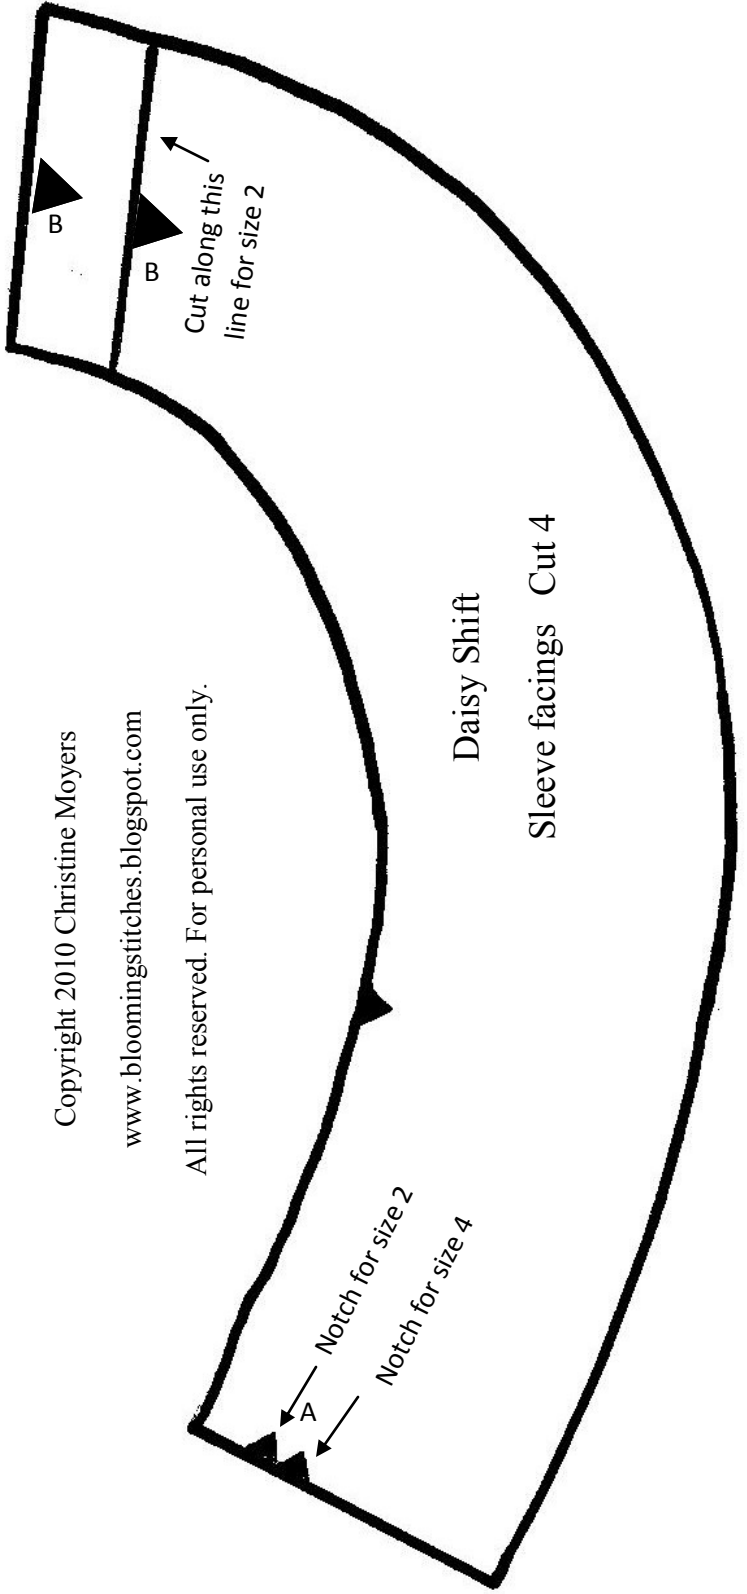 Copyright 2010 Christine Moyers
www.bloomingstitches.blogspot.com
All rights reserved. For personal use only.
Daisy Shift
Sleeve facings Cut 4
B
B
Cut along this
line for size 2
A
Notch for size 2
Notch for size 4